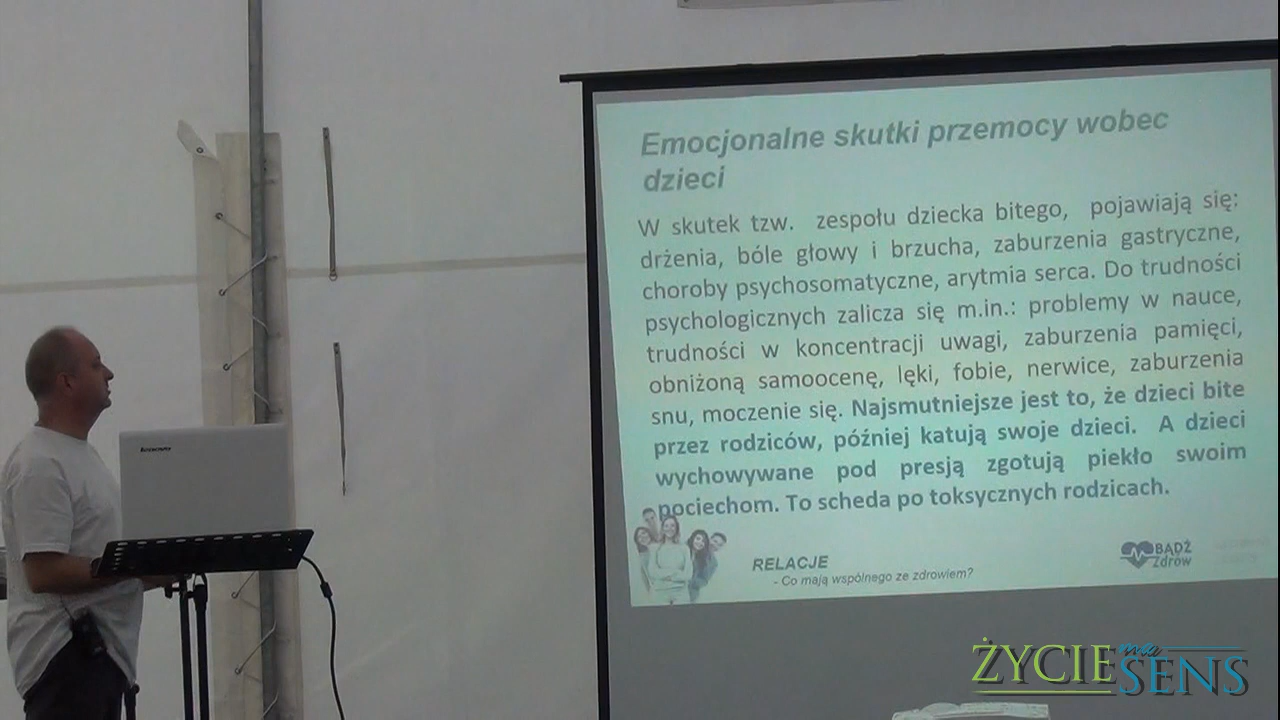 Emocjonalne skutki przemocy wobec
dzieci
W skutek tzw. zespołu dziecka bitego, pojawiają się:
drżenia, bóle głowy i brzucha, zaburzenia gastryczne,
choroby psychosomatyczne, arytmia serca. Do trudności
psychologicznych zalicza się m.in.: problemy w nauce,
trudności w koncentracji uwagi, zaburzenia pamięci,
obniżoną samoocenę, lęki, fobie, nerwice, zaburzenia
snu, moczenie się. Najsmutniejsze jest to, że dzieci bite
przez rodziców, później katują swoje dzieci. A dzieci
wychowywane pod presją zgotują piekło swoim
pociechom. To scheda po toksycznych rodzicach.
RELACJE
- Co mają wspólnego ze zdrowiem?
BĄDŹ
Zdrów
lenovo
ŻYCIE ma
SENS